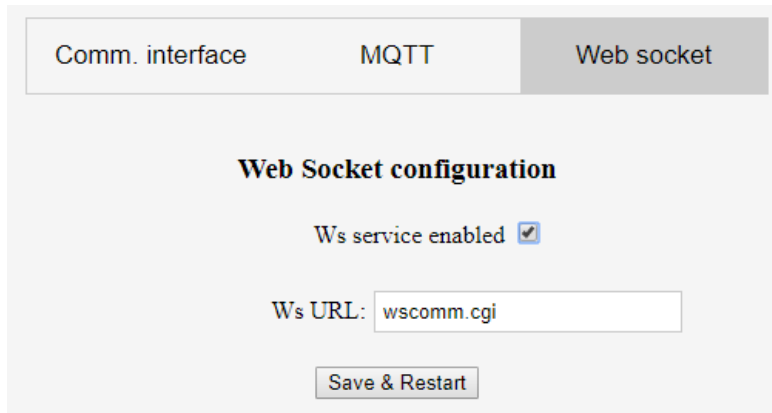 Comm. interface MQTT Web socket
Web Socket configuration
Ws service enabled
Ws URL: wscomm.cgi
Save & Restart